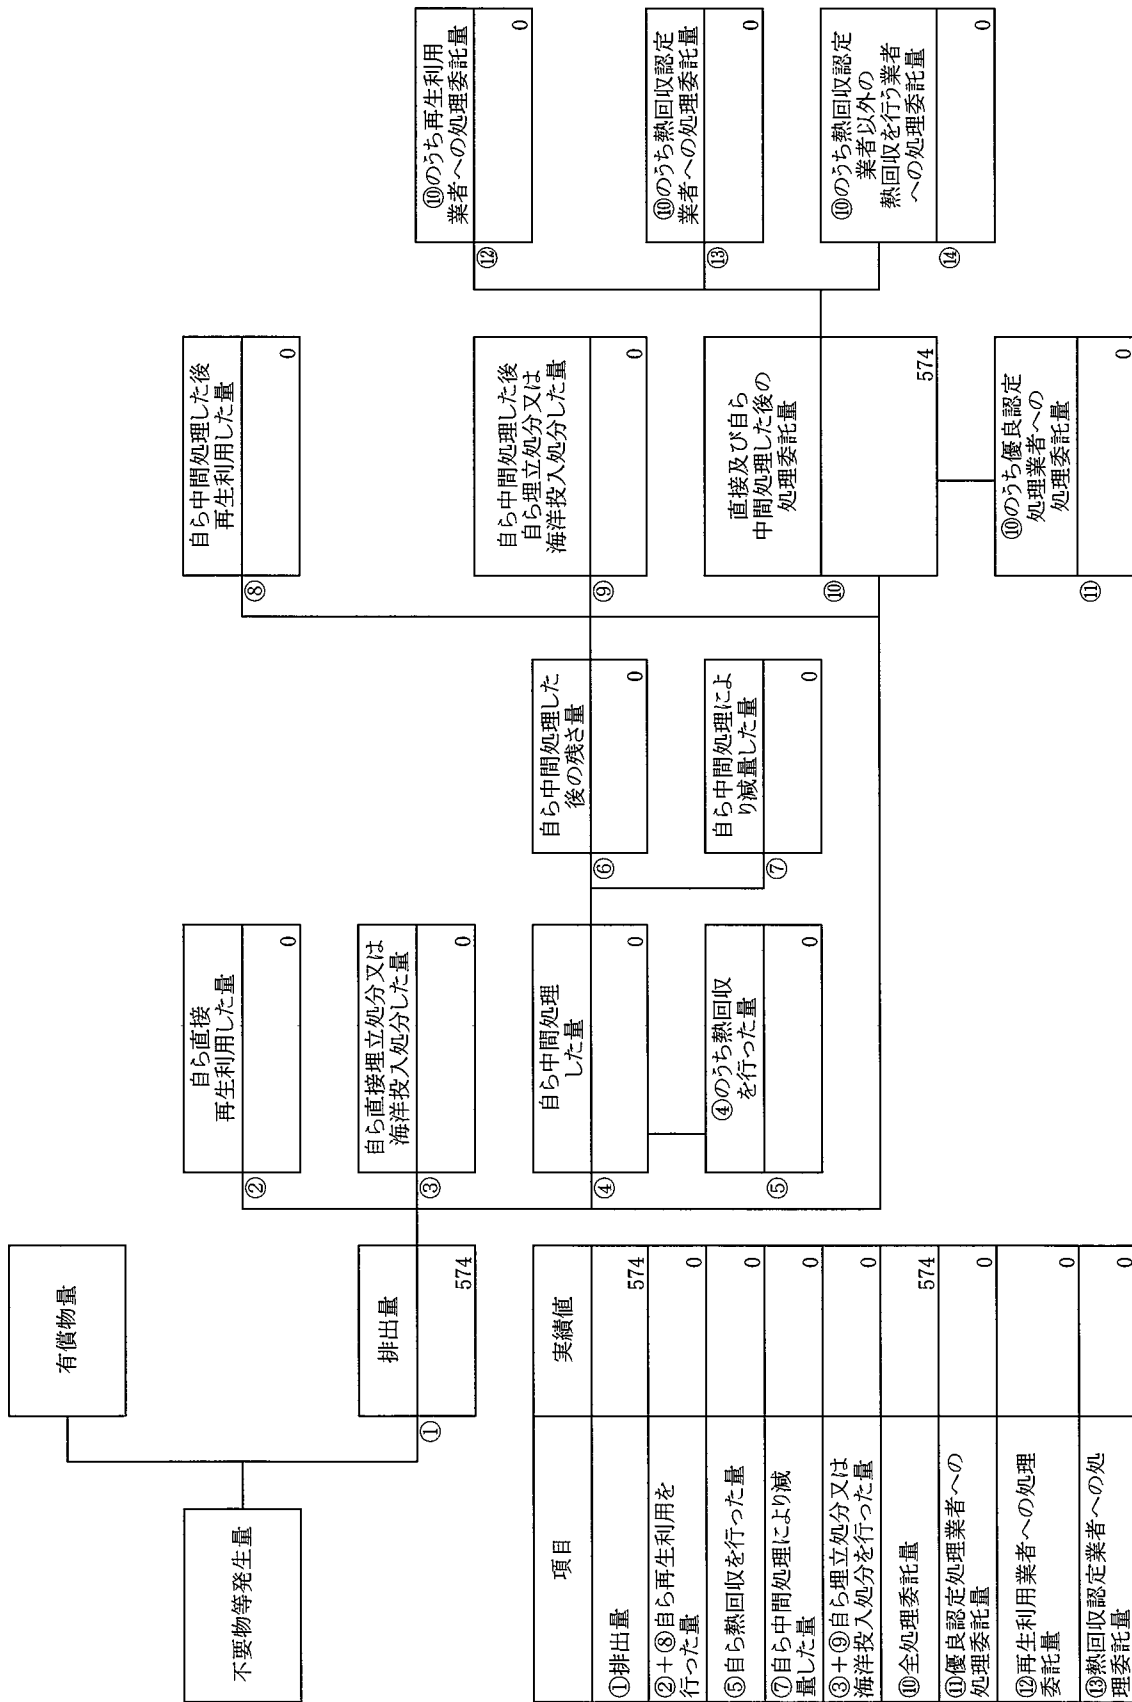 不要物等発生量
有償物量
①
排出量
574
②
自ら直接
再生利用した量
0
③
自ら直接埋立処分又は
海洋投入処分した量
0
④
自ら中間処理
した量
0
⑤
④のうち熱回収
を行った量
0
⑥
自ら中間処理した
後の残さ量
0
⑦
自ら中間処理によ
り減量した量
0
⑧
自ら中間処理した後
再生利用した量
0
⑨
自ら中間処理した後
自ら埋立処分又は
海洋投入処分した量
0
⑩
直接及び自ら
中間処理した後の
処理委託量
574
⑪
⑩のうち優良認定
処理業者への
処理委託量
0
⑫
⑩のうち再生利用
業者への処理委託量
0
⑬
⑩のうち熱回収認定
業者への処理委託量
0
⑭
⑩のうち熱回収認定
業者以外の
熱回収を行う業者
への処理委託量
0
項目
実績値
①排出量
574
②+⑧自ら再生利用を
行った量
0
⑤自ら熱回収を行った量
0
⑦自ら中間処理により減
量した量
0
③+⑨自ら埋立処分又は
海洋投入処分を行った量
0
⑩全処理委託量
574
⑪優良認定処理業者への
処理委託量
0
⑫再生利用業者への処理
委託量
0
⑬熱回収認定業者への処
理委託量
0